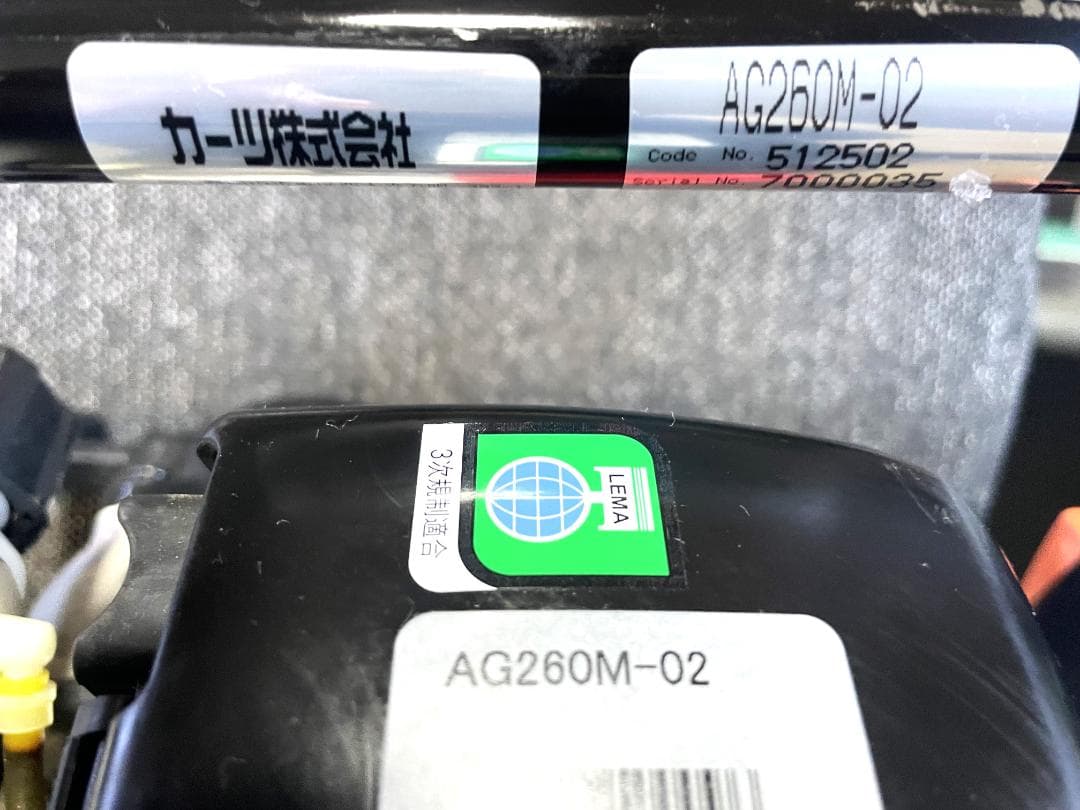 カーツ株式会社
AG260M-02
Code No. 512502
Serial No. 7000035
3次規制適合
LEMA
AG260M-02